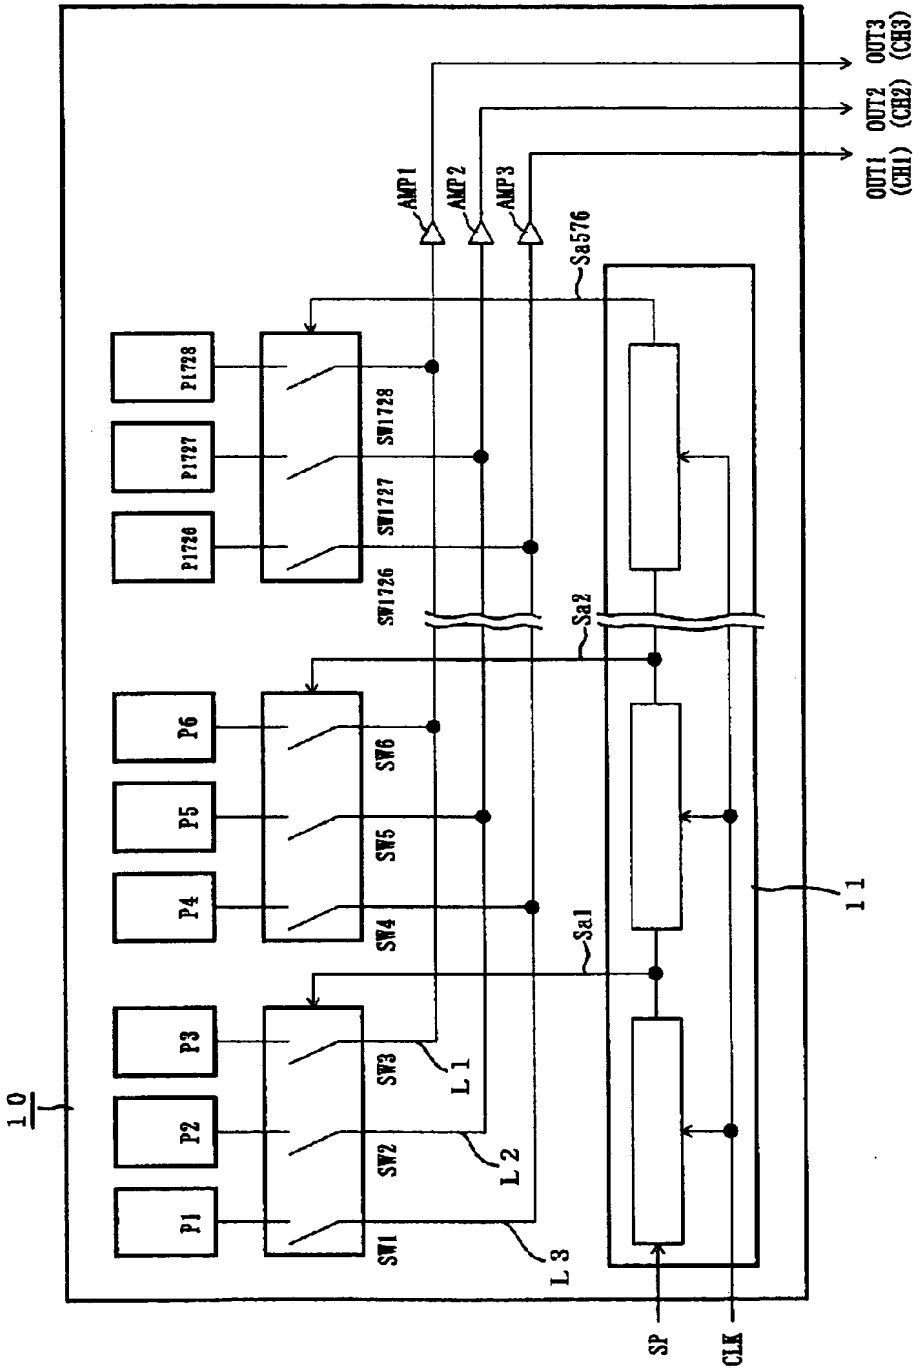 10
P1
P2
P3
P4
P5
P6
P1726
P1727
P1728
SW1
SW2
SW3
SW4
SW5
SW6
SW1726
SW1727
SW1728
L1
L2
L3
AMP1
AMP2
AMP3
Sa1
Sa2
Sa576
OUT3
(CH3)
OUT2
(CH2)
OUT1
(CH1)
SP
CLK
11